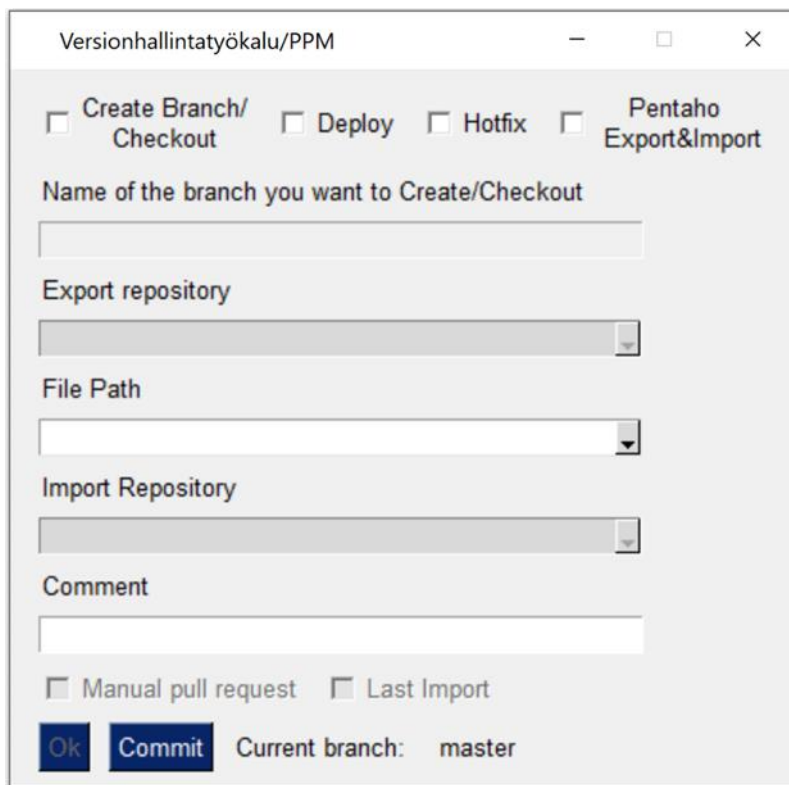 Versionhallintatyökalu/PPM
Create Branch/
Checkout
Deploy
Hotfix
Pentaho
Export&Import
Name of the branch you want to Create/Checkout
Export repository
File Path
Import Repository
Comment
Manual pull request
Last Import
Ok
Commit
Current branch:
master